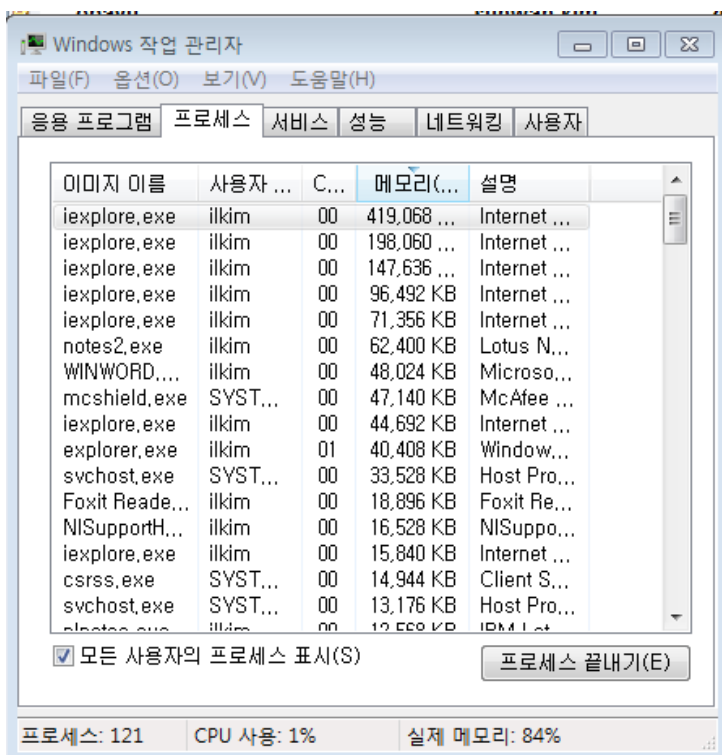 Windows 작업 관리자
파일(F) 옵션(O) 보기(V) 도움말(H)
응용 프로그램 프로세스 서비스 성능 네트워킹 사용자
이미지 이름 사용자 ... C... 메모리(... 설명
iexplore.exe ilkim 00 419,068 ... Internet ...
iexplore.exe ilkim 00 198,060 ... Internet ...
iexplore.exe ilkim 00 147,636 ... Internet ...
iexplore.exe ilkim 00 96,492 KB Internet ...
iexplore.exe ilkim 00 71,356 KB Internet ...
notes2.exe ilkim 00 62,400 KB Lotus N...
WINWORD.... ilkim 00 48,024 KB Microso...
mcshield.exe SYST... 00 47,140 KB McAfee ...
iexplore.exe ilkim 00 44,692 KB Internet ...
explorer.exe ilkim 01 40,408 KB Window...
svchost.exe SYST... 00 33,528 KB Host Pro...
Foxit Reade... ilkim 00 18,896 KB Foxit Re...
NISupportH... ilkim 00 16,528 KB NISuppo...
iexplore.exe ilkim 00 15,840 KB Internet ...
csrss.exe SYST... 00 14,944 KB Client S...
svchost.exe SYST... 00 13,176 KB Host Pro...
모든 사용자의 프로세스 표시(S) 프로세스 끝내기(E)
프로세스: 121 CPU 사용: 1% 실제 메모리: 84%